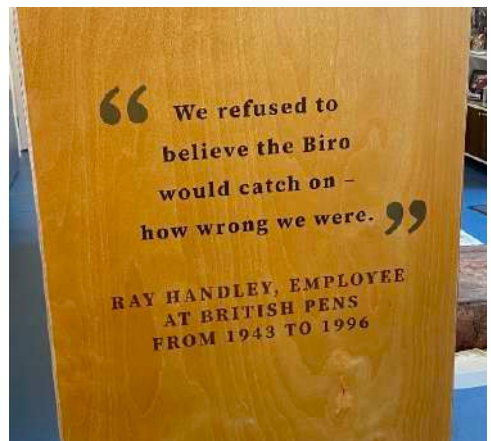 “ We refused to
believe the Biro
would catch on –
how wrong we were. ”
RAY HANDLEY, EMPLOYEE
AT BRITISH PENS
FROM 1943 TO 1996